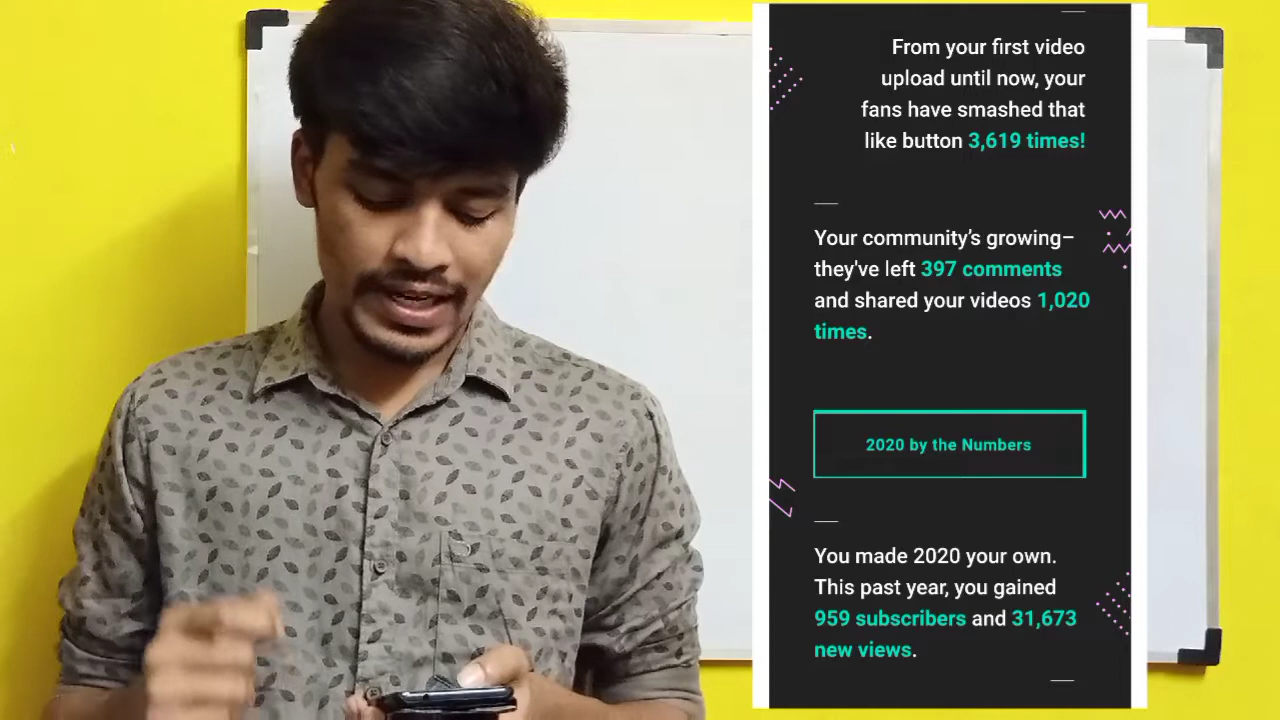 From your first video
upload until now, your
fans have smashed that
like button 3,619 times!
Your community's growing–
they've left 397 comments
and shared your videos 1,020
times.
2020 by the Numbers
You made 2020 your own.
This past year, you gained
959 subscribers and 31,673
new views.